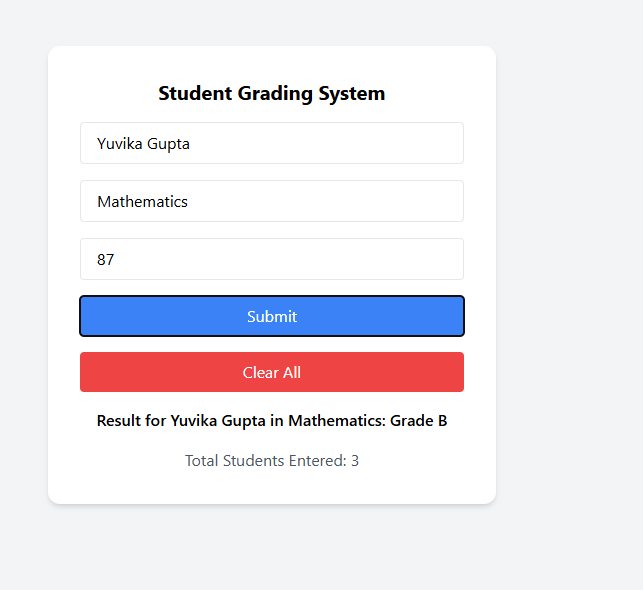 Student Grading System
Yuvika Gupta
Mathematics
87
Submit
Clear All
Result for Yuvika Gupta in Mathematics: Grade B
Total Students Entered: 3